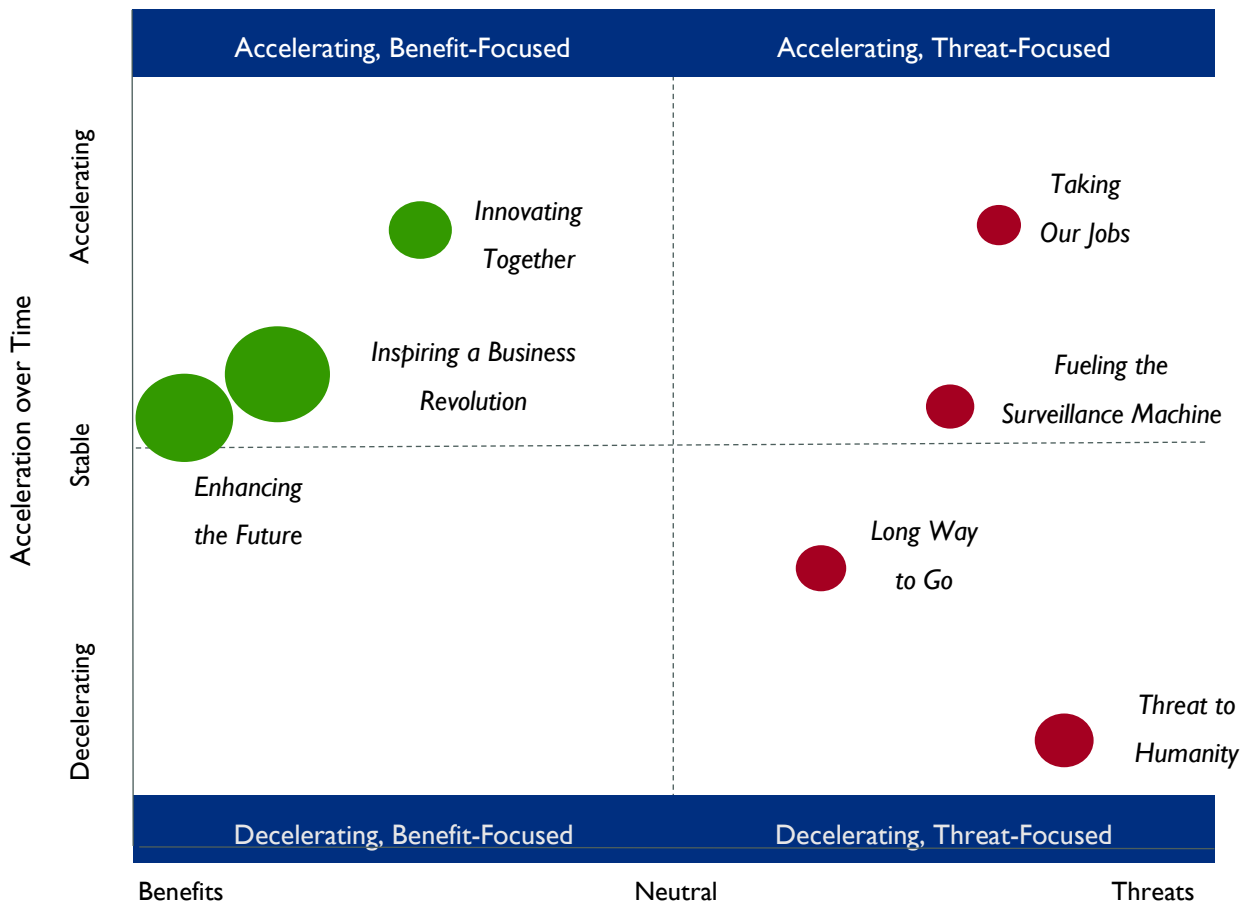 Accelerating, Benefit-Focused
Accelerating, Threat-Focused
Acceleration over Time
Accelerating
Stable
Decelerating
Innovating
Together
Taking
Our Jobs
Inspiring a Business
Revolution
Fueling the
Surveillance Machine
Enhancing
the Future
Long Way
to Go
Threat to
Humanity
Decelerating, Benefit-Focused
Decelerating, Threat-Focused
Benefits
Neutral
Threats